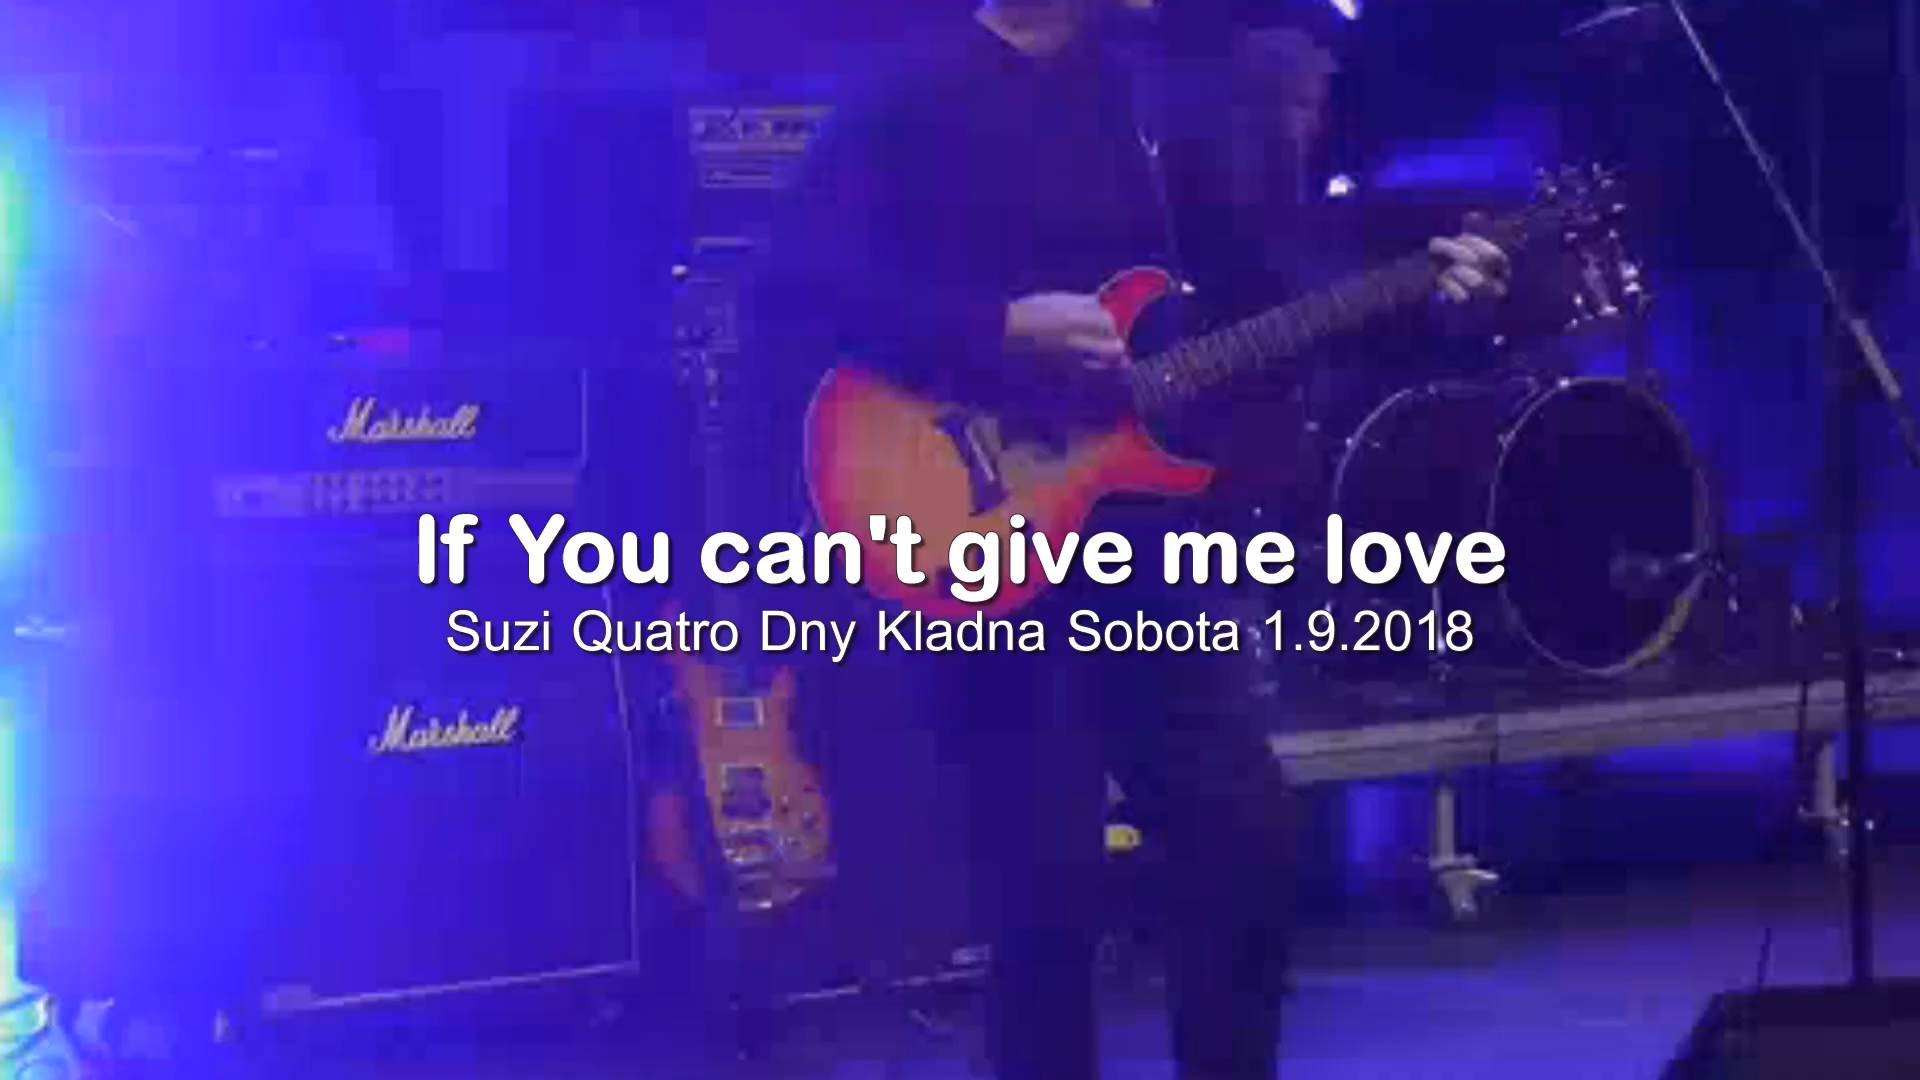 Marshall
If You can't give me love
Suzi Quatro Dny Kladna Sobota 1.9.2018
Marshall